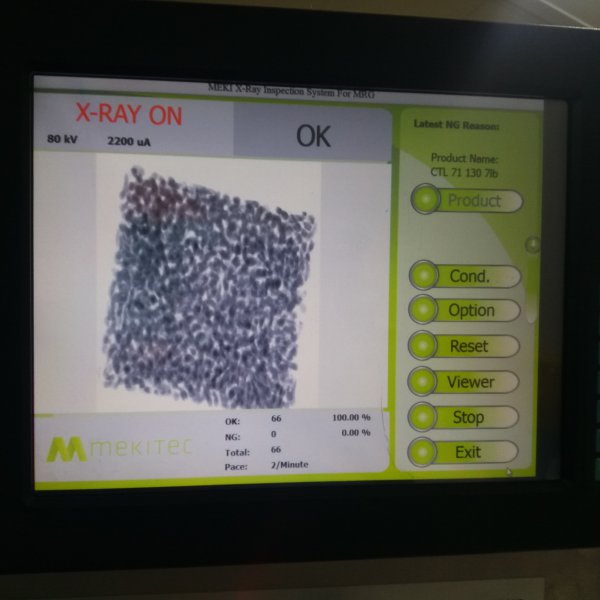 MEKI X-Ray Inspection System For MRG
X-RAY ON
80 kV 2200 uA
OK
Latest NG Reason:
Product Name:
CTL 71 130 7lb
Product
Cond.
Option
Reset
Viewer
Stop
Exit
mekitec
OK: 66 100.00 %
NG: 0 0.00 %
Total: 66
Pace: 2/Minute